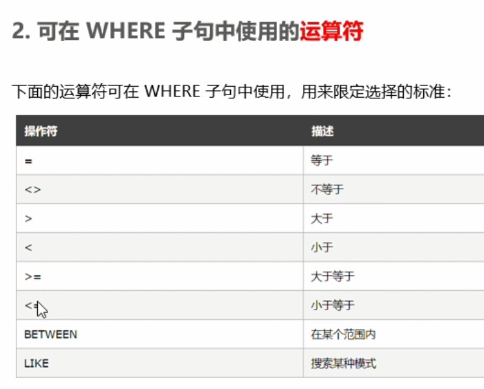 2. 可在 WHERE 子句中使用的运算符
下面的运算符可在 WHERE 子句中使用，用来限定选择的标准：
操作符 描述
= 等于
<> 不等于
> 大于
< 小于
>= 大于等于
<= 小于等于
BETWEEN 在某个范围内
LIKE 搜索某种模式